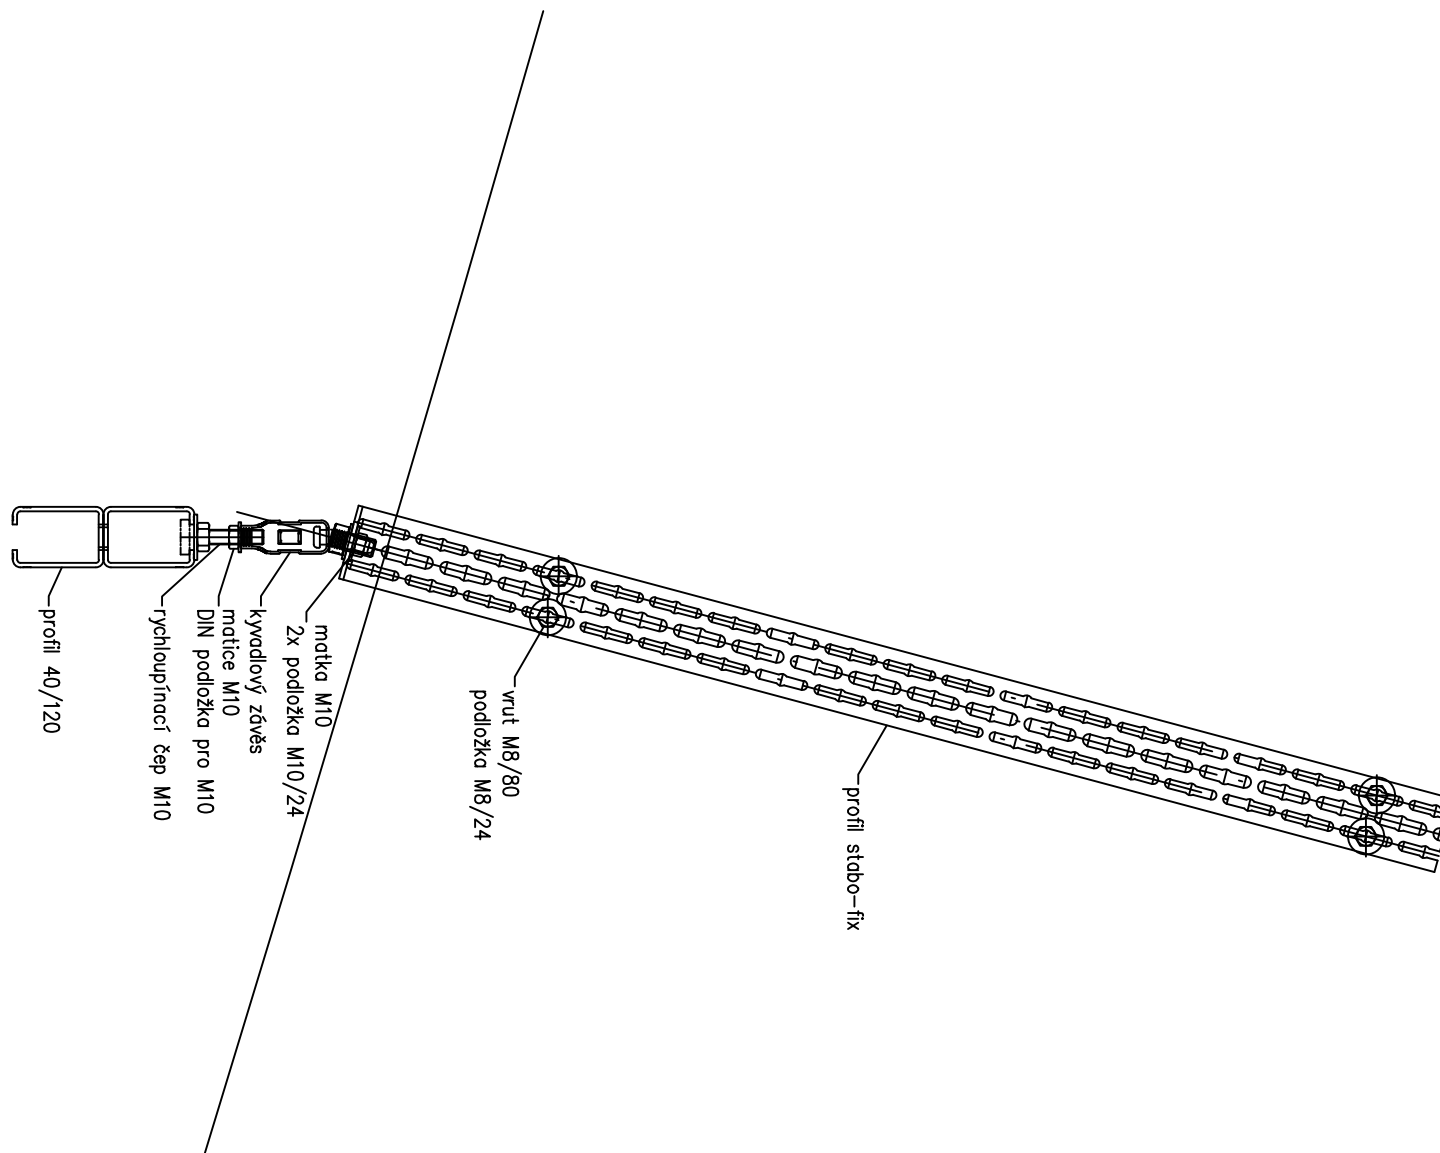 profil stabo-fix
vrut M8/80
podložka M8/24
matka M10
2x podložka M10/24
kyvadlový závěs
matice M10
DIN podložka pro M10
rychloupínací čep M10
profil 40/120